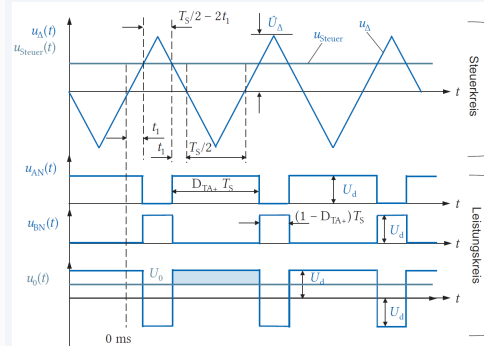 u_Δ(t)
u_Steuer(t)
T_S/2 – 2t_1
Û_Δ
u_Steuer
u_Δ
t
t_1
t_1
T_S/2
Steuerkreis
u_AN(t)
D_TA+ T_S
U_d
t
u_BN(t)
(1 – D_TA+)T_S
U_d
t
u_0(t)
U_0
U_d
t
U_d
0 ms
Leistungskreis